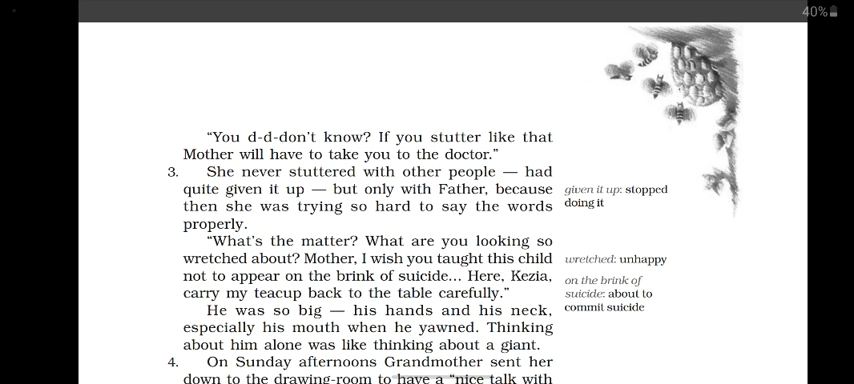 40%
"You d-d-don't know? If you stutter like that
Mother will have to take you to the doctor."
3. She never stuttered with other people — had
quite given it up — but only with Father, because
then she was trying so hard to say the words
properly.
given it up: stopped
doing it
"What's the matter? What are you looking so
wretched about? Mother, I wish you taught this child
not to appear on the brink of suicide... Here, Kezia,
carry my teacup back to the table carefully."
wretched: unhappy
on the brink of
suicide: about to
commit suicide
He was so big — his hands and his neck,
especially his mouth when he yawned. Thinking
about him alone was like thinking about a giant.
4. On Sunday afternoons Grandmother sent her
down to the drawing-room to have a "nice talk with